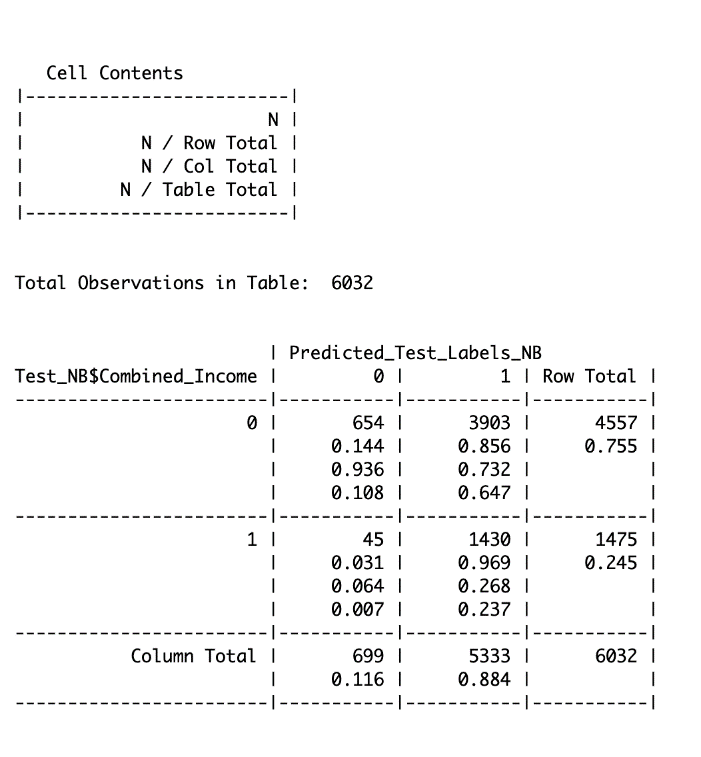 Cell Contents
|-------------------------|
|                       N |
|           N / Row Total |
|           N / Col Total |
|         N / Table Total |
|-------------------------|
Total Observations in Table:  6032
                        | Predicted_Test_Labels_NB
Test_NB$Combined_Income |         0 |         1 | Row Total |
------------------------|-----------|-----------|-----------|
                      0 |       654 |      3903 |      4557 |
                        |     0.144 |     0.856 |     0.755 |
                        |     0.936 |     0.732 |           |
                        |     0.108 |     0.647 |           |
------------------------|-----------|-----------|-----------|
                      1 |        45 |      1430 |      1475 |
                        |     0.031 |     0.969 |     0.245 |
                        |     0.064 |     0.268 |           |
                        |     0.007 |     0.237 |           |
------------------------|-----------|-----------|-----------|
           Column Total |       699 |      5333 |      6032 |
                        |     0.116 |     0.884 |           |
------------------------|-----------|-----------|-----------|